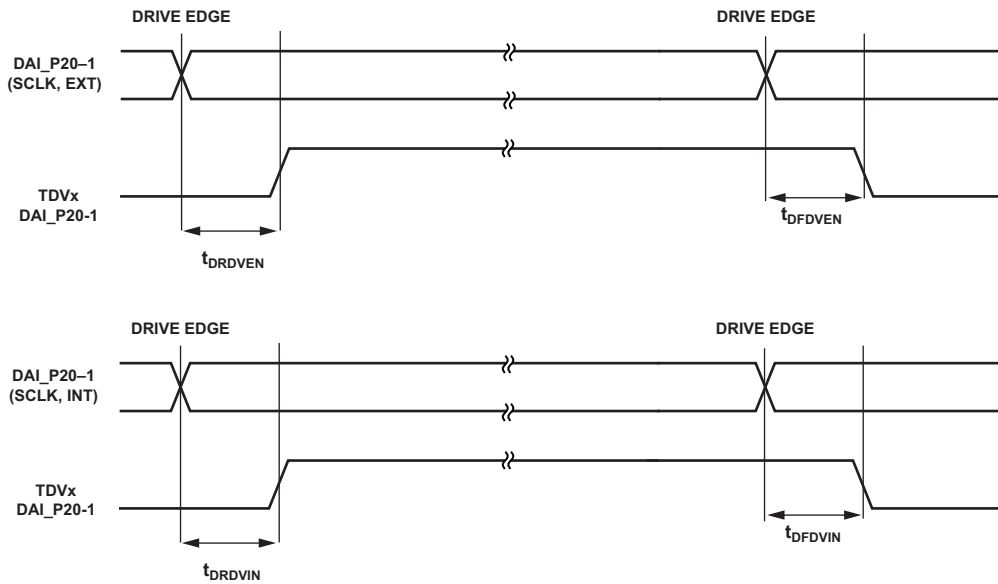 DRIVE EDGE DRIVE EDGE
DAI_P20–1
(SCLK, EXT)
TDVx
DAI_P20-1
tDFDVEN
tDRDVEN
DRIVE EDGE DRIVE EDGE
DAI_P20–1
(SCLK, INT)
TDVx
DAI_P20-1
tDFDVIN
tDRDVIN